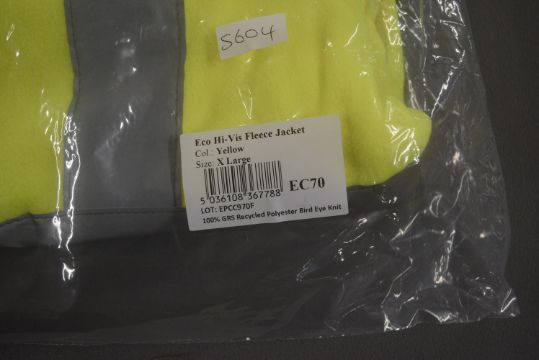 S604
Eco Hi-Vis Fleece Jacket
Col.: Yellow
Size: X Large
5 036108 367788
EC70
LOT: EPCC970F
100% GRS Recycled Polyester Bird Eye Knit